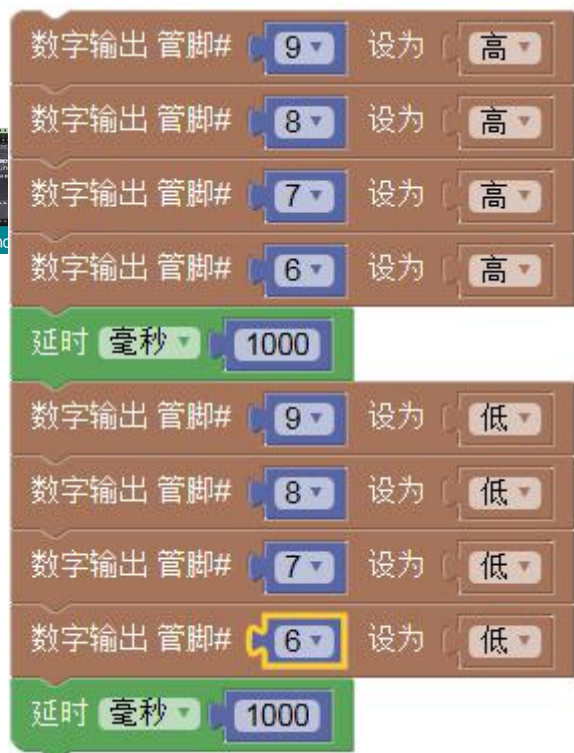 数字输出 管脚# 9 设为 高
数字输出 管脚# 8 设为 高
数字输出 管脚# 7 设为 高
数字输出 管脚# 6 设为 高
延时 毫秒 1000
数字输出 管脚# 9 设为 低
数字输出 管脚# 8 设为 低
数字输出 管脚# 7 设为 低
数字输出 管脚# 6 设为 低
延时 毫秒 1000